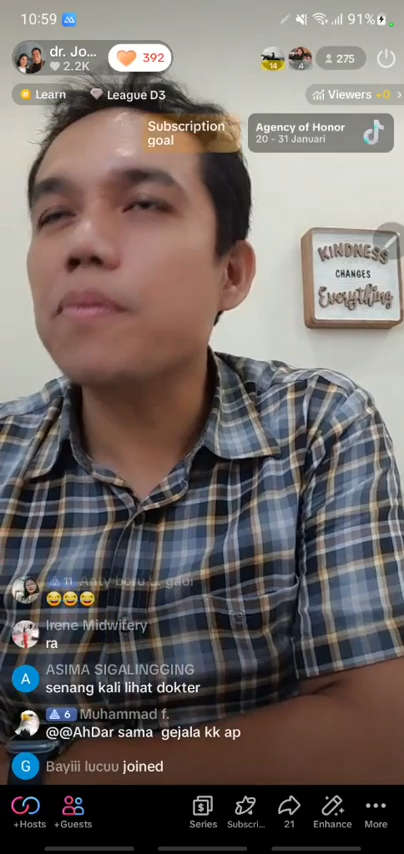 10:59
91%
dr. Jo...
2.2K
392
14
4
275
Learn
League D3
Viewers +0 >
Subscription
goal
Agency of Honor
20 - 31 Januari
KINDNESS
CHANGES
Everything
11
😂😂😂
Irene Midwifery
ra
A
ASIMA SIGALINGGING
senang kali lihat dokter
6 Muhammad f.
@@AhDar sama gejala kk ap
G
Bayiii lucuu joined
+Hosts
+Guests
Series
Subscri...
21
Enhance
More